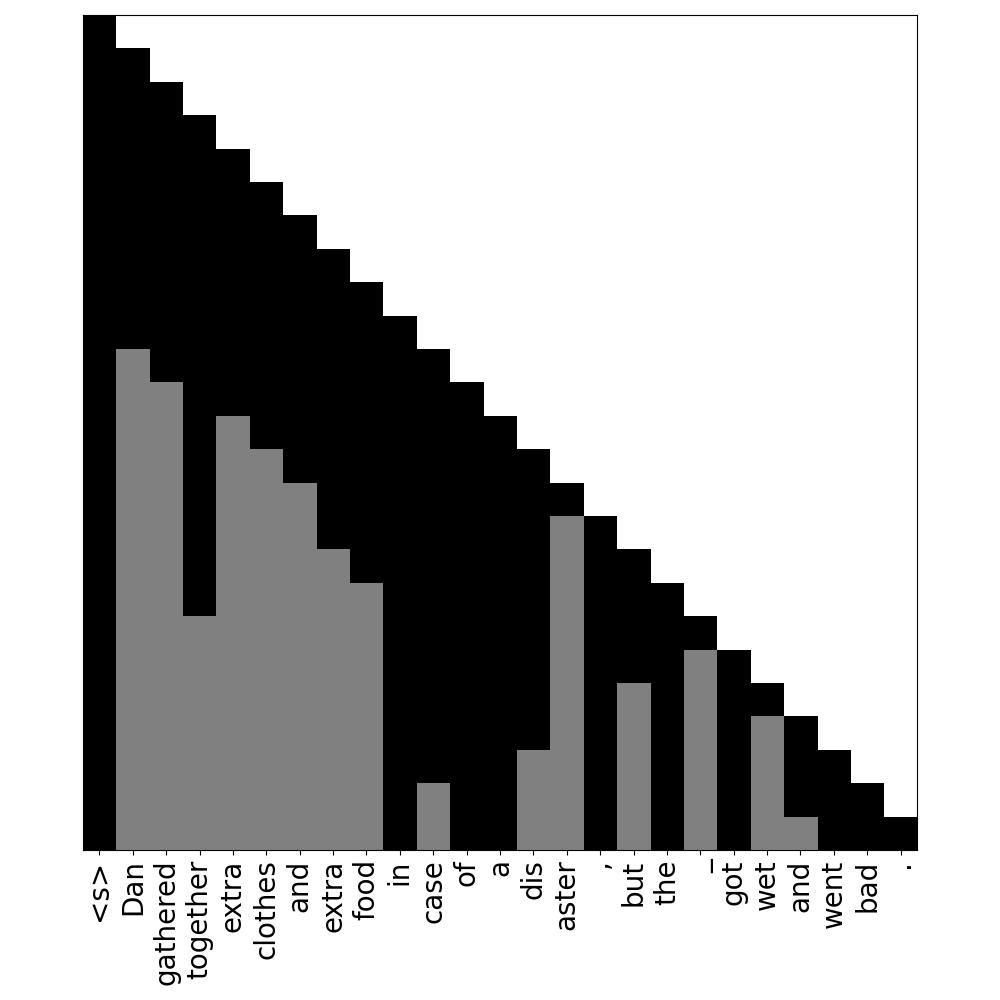 <s> Dan gathered together extra clothes and extra food in case of a dis aster , but the _ got wet and went bad .